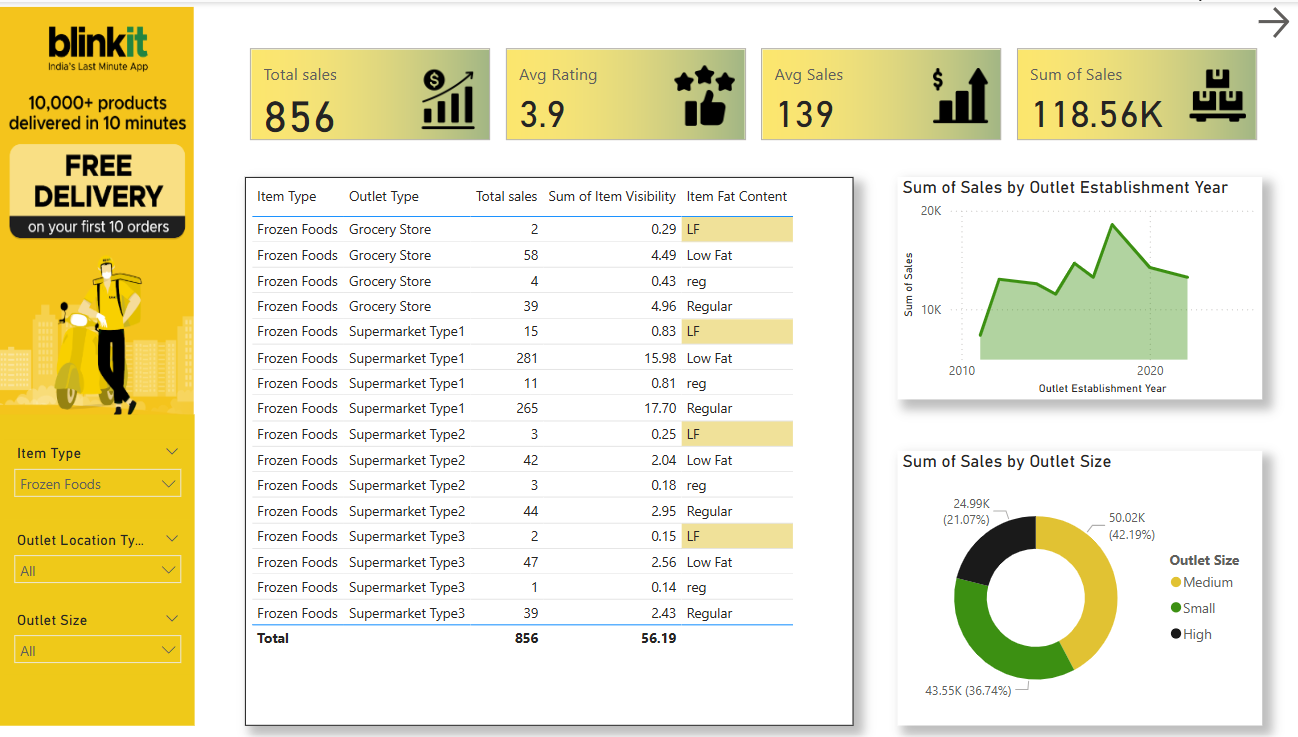 blinkit
India's Last Minute App
10,000+ products
delivered in 10 minutes
FREE
DELIVERY
on your first 10 orders
Item Type
Frozen Foods
Outlet Location Ty...
All
Outlet Size
All
Total sales
856
Avg Rating
3.9
Avg Sales
139
Sum of Sales
118.56K
Item Type Outlet Type Total sales Sum of Item Visibility Item Fat Content
Frozen Foods Grocery Store 2 0.29 LF
Frozen Foods Grocery Store 58 4.49 Low Fat
Frozen Foods Grocery Store 4 0.43 reg
Frozen Foods Grocery Store 39 4.96 Regular
Frozen Foods Supermarket Type1 15 0.83 LF
Frozen Foods Supermarket Type1 281 15.98 Low Fat
Frozen Foods Supermarket Type1 11 0.81 reg
Frozen Foods Supermarket Type1 265 17.70 Regular
Frozen Foods Supermarket Type2 3 0.25 LF
Frozen Foods Supermarket Type2 42 2.04 Low Fat
Frozen Foods Supermarket Type2 3 0.18 reg
Frozen Foods Supermarket Type2 44 2.95 Regular
Frozen Foods Supermarket Type3 2 0.15 LF
Frozen Foods Supermarket Type3 47 2.56 Low Fat
Frozen Foods Supermarket Type3 1 0.14 reg
Frozen Foods Supermarket Type3 39 2.43 Regular
Total 856 56.19
Sum of Sales by Outlet Establishment Year
20K
10K
Sum of Sales
2010 2020
Outlet Establishment Year
Sum of Sales by Outlet Size
24.99K
(21.07%)
50.02K
(42.19%)
43.55K (36.74%)
Outlet Size
Medium
Small
High